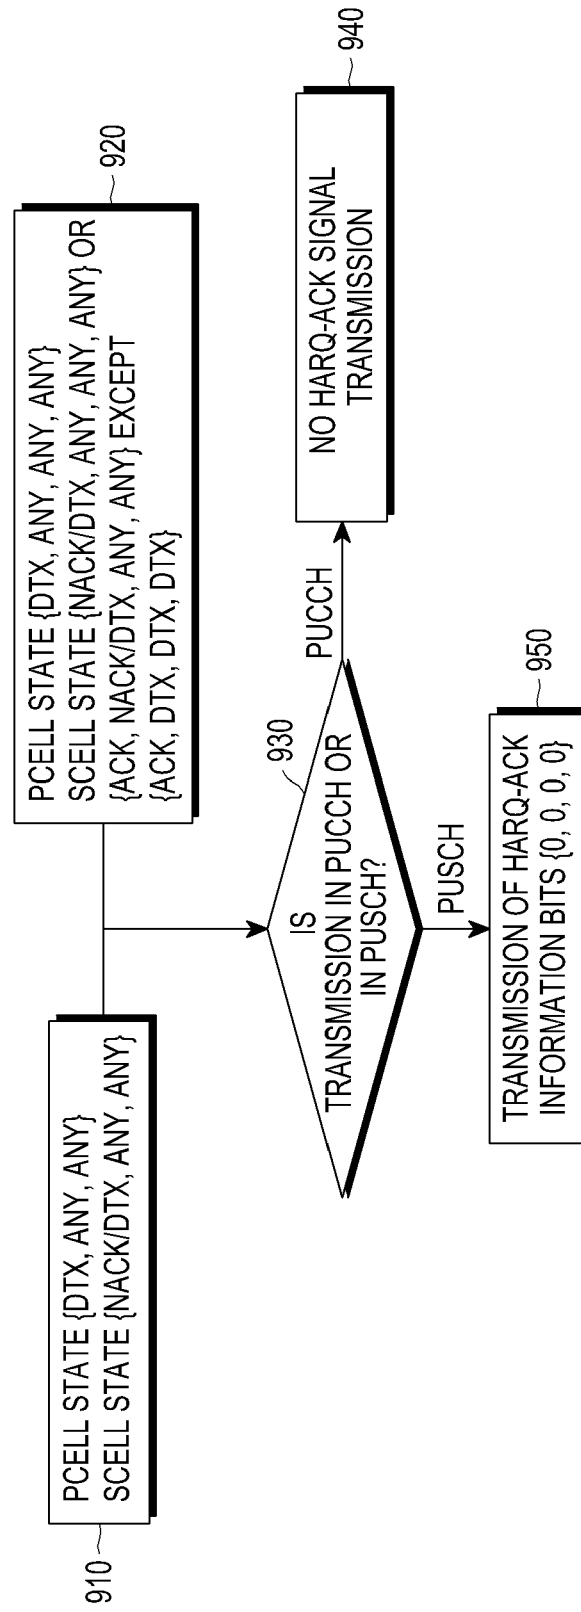 PCELL STATE {DTX, ANY, ANY}
SCELL STATE {NACK/DTX, ANY, ANY}
910
PCELL STATE {DTX, ANY, ANY, ANY}
SCELL STATE {NACK/DTX, ANY, ANY, ANY} OR
{ACK, NACK/DTX, ANY, ANY} EXCEPT
{ACK, DTX, DTX, DTX}
920
930
IS
TRANSMISSION IN PUCCH OR
IN PUSCH?
PUCCH
NO HARQ-ACK SIGNAL
TRANSMISSION
940
PUSCH
TRANSMISSION OF HARQ-ACK
INFORMATION BITS {0, 0, 0, 0}
950